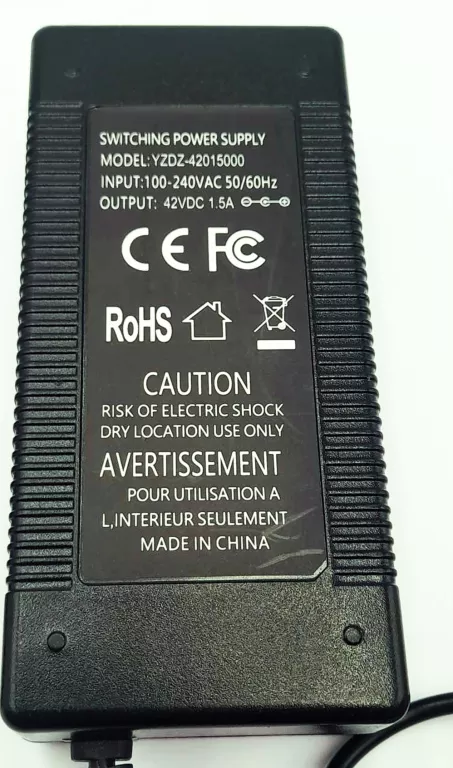 SWITCHING POWER SUPPLY
MODEL:YZDZ-42015000
INPUT:100-240VAC 50/60Hz
OUTPUT: 42VDC 1.5A
CE FC
RoHS
CAUTION
RISK OF ELECTRIC SHOCK
DRY LOCATION USE ONLY
AVERTISSEMENT
POUR UTILISATION A
L,INTERIEUR SEULEMENT
MADE IN CHINA